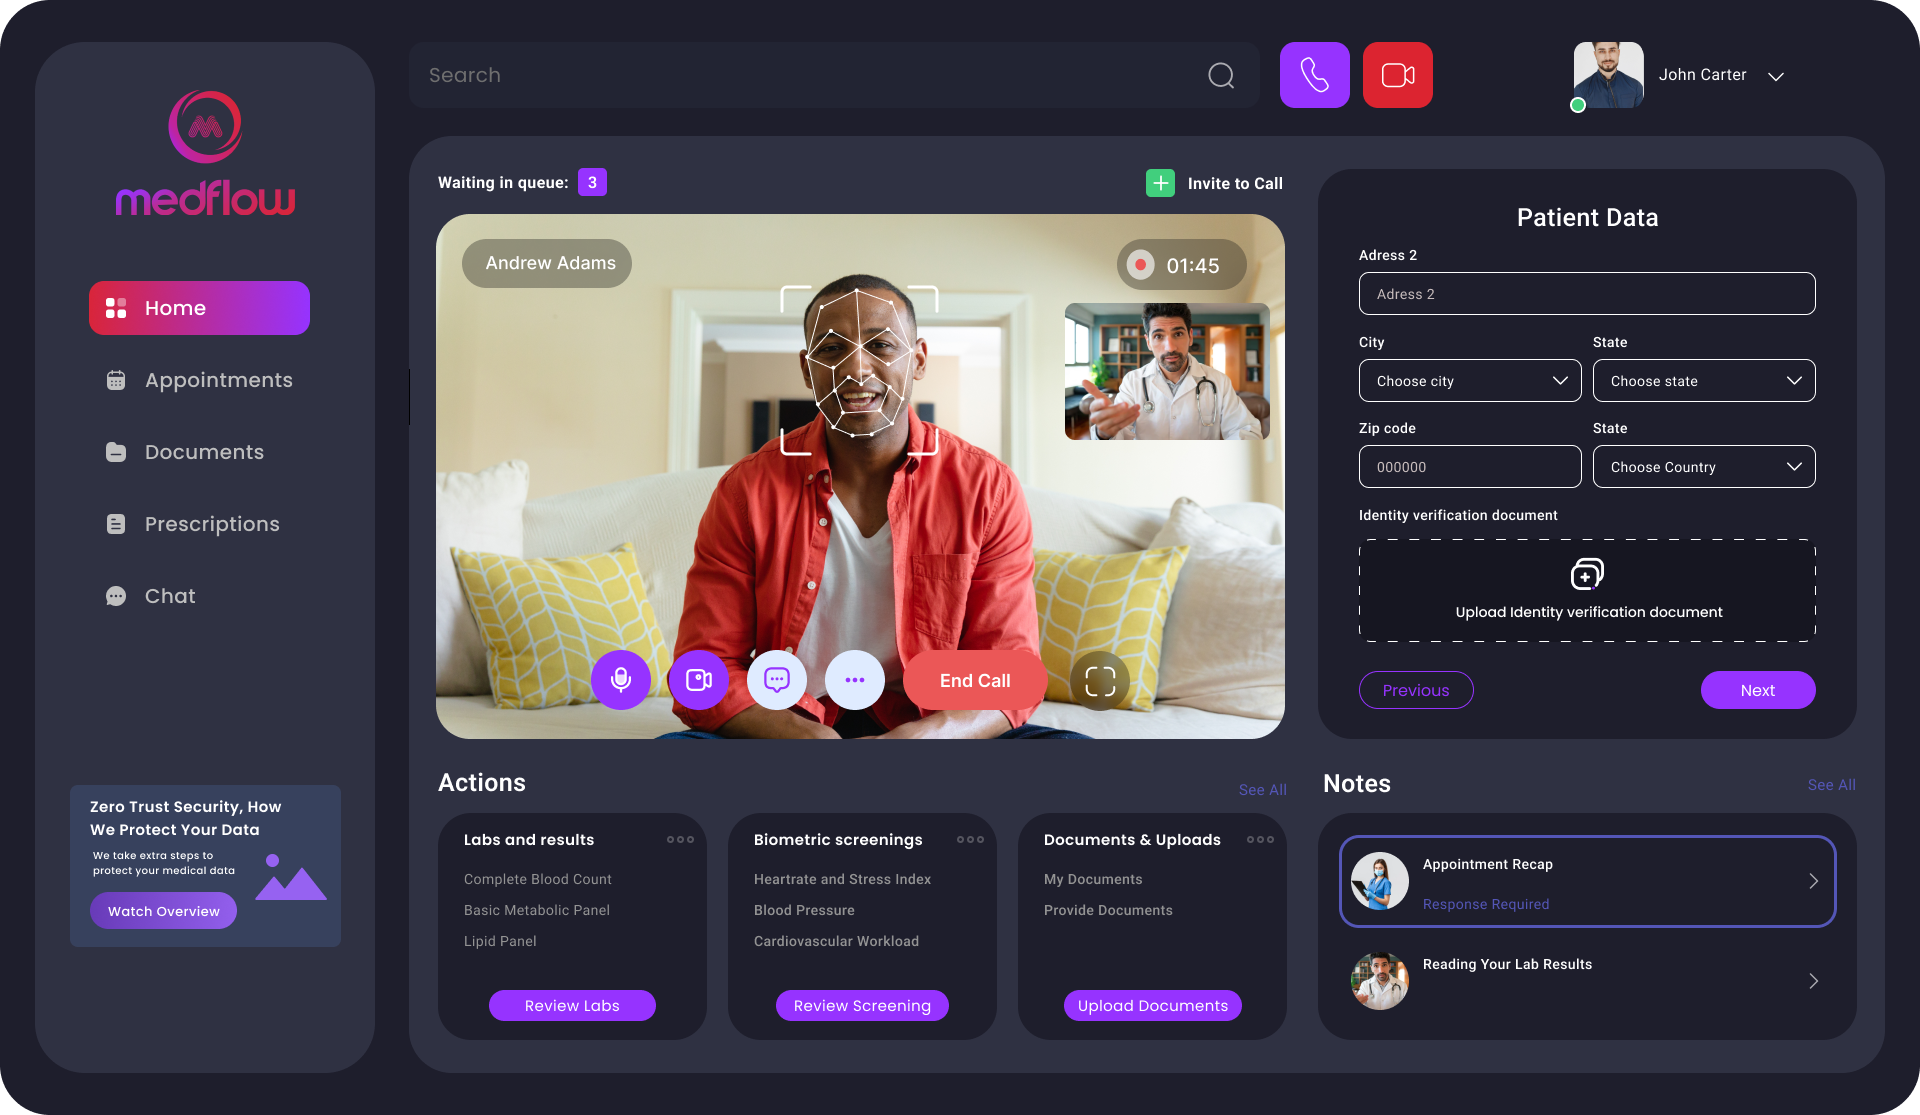 medflow
Home
Appointments
Documents
Prescriptions
Chat
Zero Trust Security, How
We Protect Your Data
We take extra steps to
protect your medical data
Watch Overview
Search
John Carter
Waiting in queue: 3
Invite to Call
Andrew Adams
01:45
End Call
Patient Data
Adress 2
Adress 2
City
State
Choose city
Choose state
Zip code
State
000000
Choose Country
Identity verification document
Upload Identity verification document
Previous
Next
Actions
See All
Labs and results
Complete Blood Count
Basic Metabolic Panel
Lipid Panel
Review Labs
Biometric screenings
Heartrate and Stress Index
Blood Pressure
Cardiovascular Workload
Review Screening
Documents & Uploads
My Documents
Provide Documents
Upload Documents
Notes
See All
Appointment Recap
Response Required
Reading Your Lab Results